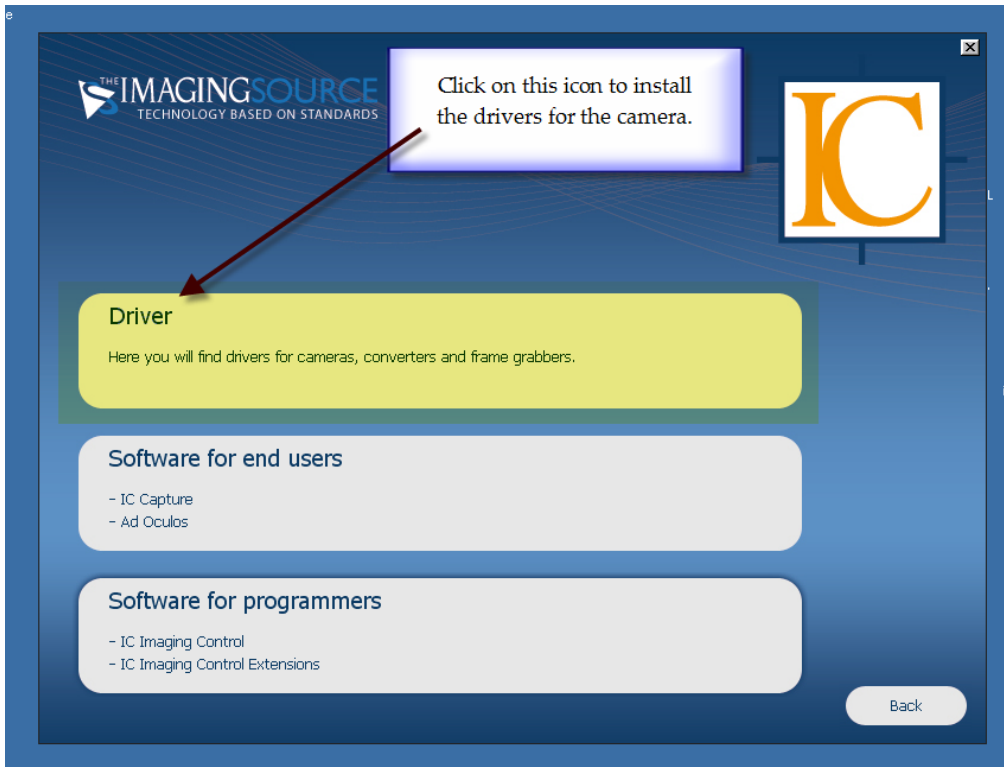 e
THE IMAGINGSOURCE
TECHNOLOGY BASED ON STANDARDS
Click on this icon to install
the drivers for the camera.
IC
L
Driver
Here you will find drivers for cameras, converters and frame grabbers.
Software for end users
- IC Capture
- Ad Oculos
Software for programmers
- IC Imaging Control
- IC Imaging Control Extensions
Back